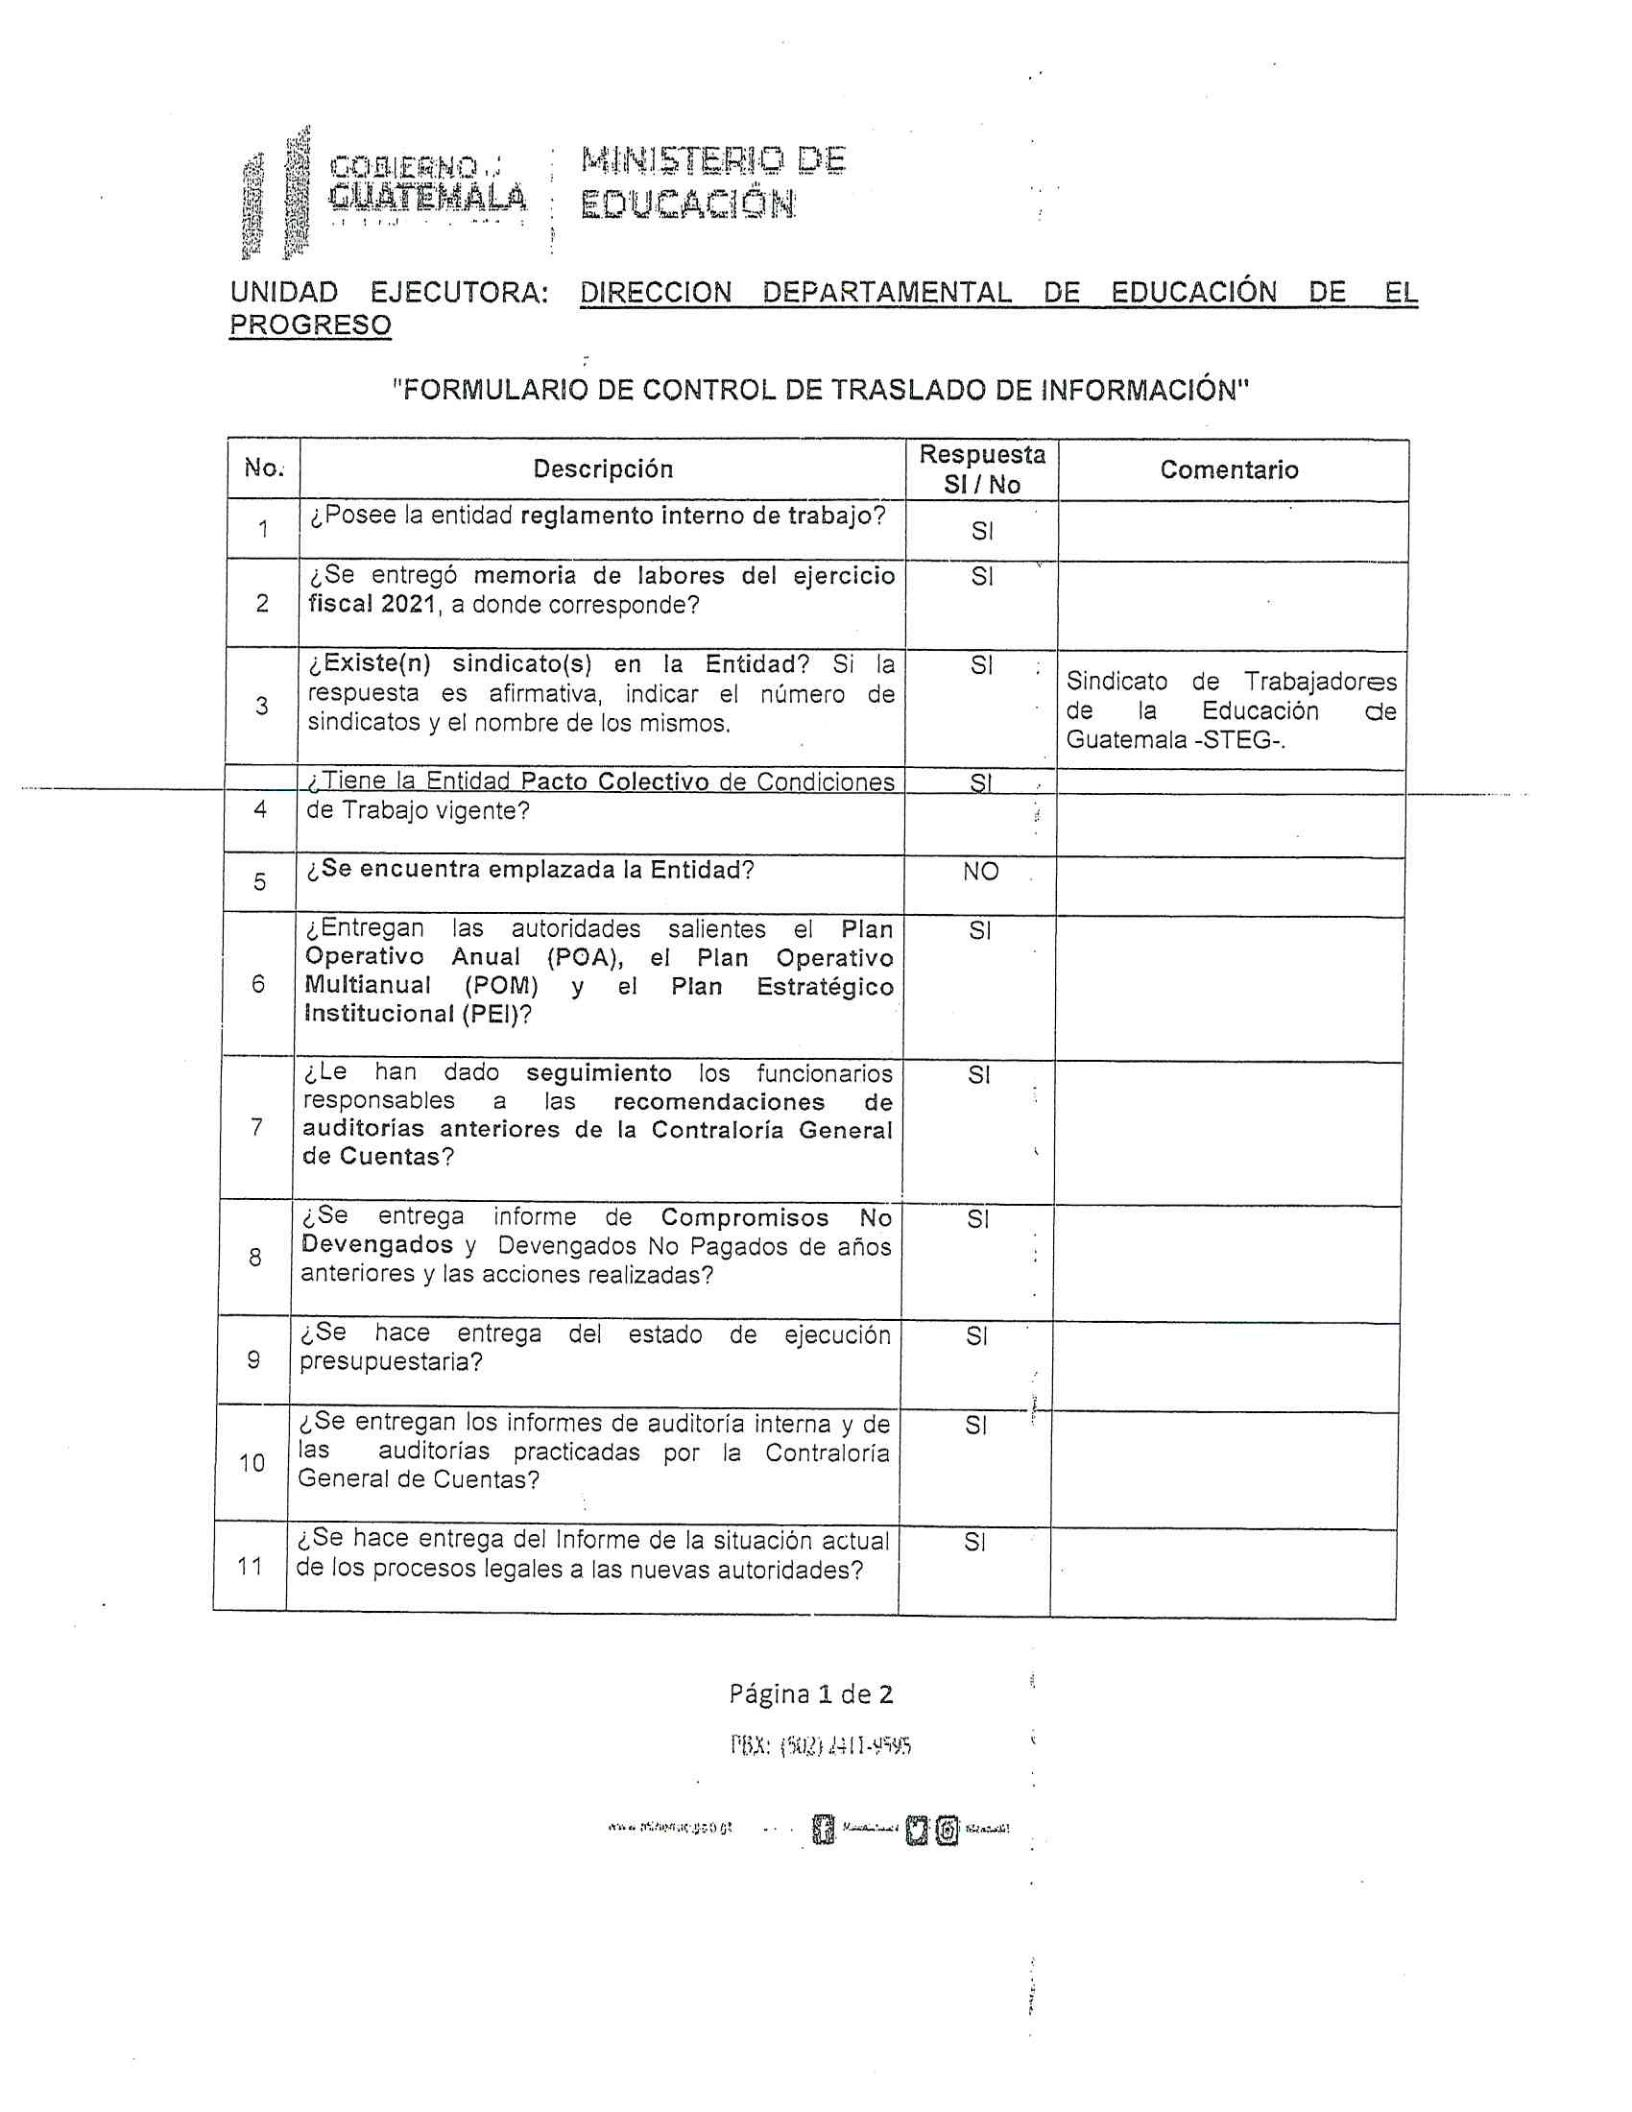 GOBIERNO
GUATEMALA
MINISTERIO DE
EDUCACIÓN
UNIDAD EJECUTORA: DIRECCION DEPARTAMENTAL DE EDUCACIÓN DE EL
PROGRESO
"FORMULARIO DE CONTROL DE TRASLADO DE INFORMACIÓN"
No. Descripción Respuesta SI / No Comentario
1 ¿Posee la entidad reglamento interno de trabajo? SI
2 ¿Se entregó memoria de labores del ejercicio SI
fiscal 2021, a donde corresponde?
3 ¿Existe(n) sindicato(s) en la Entidad? Si la
respuesta es afirmativa, indicar el número de
sindicatos y el nombre de los mismos.
SI
Sindicato de Trabajadores
de la Educación de
Guatemala -STEG-.
4 ¿Tiene la Entidad Pacto Colectivo de Condiciones SI
de Trabajo vigente?
5 ¿Se encuentra emplazada la Entidad? NO
6 ¿Entregan las autoridades salientes el Plan SI
Operativo Anual (POA), el Plan Operativo
Multianual (POM) y el Plan Estratégico
Institucional (PEI)?
7 ¿Le han dado seguimiento los funcionarios SI
responsables a las recomendaciones de
auditorías anteriores de la Contraloría General
de Cuentas?
8 ¿Se entrega informe de Compromisos No SI
Devengados y Devengados No Pagados de años
anteriores y las acciones realizadas?
9 ¿Se hace entrega del estado de ejecución SI
presupuestaria?
10 ¿Se entregan los informes de auditoría interna y de SI
las auditorías practicadas por la Contraloría
General de Cuentas?
11 ¿Se hace entrega del Informe de la situación actual SI
de los procesos legales a las nuevas autoridades?
Página 1 de 2
PBX: (502) 2411-9595